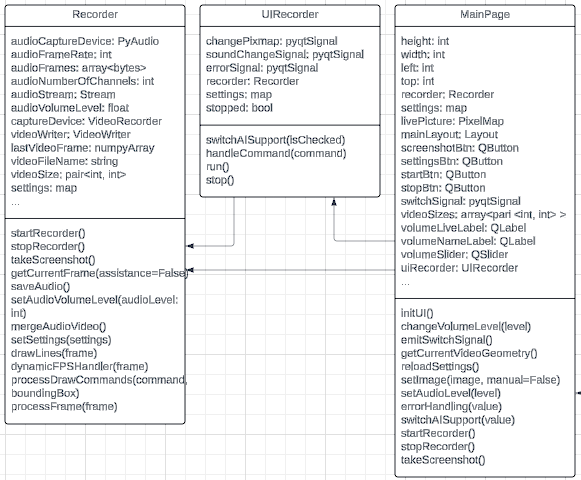 Recorder
audioCaptureDevice: PyAudio
audioFrameRate: int
audioFrames: array<bytes>
audioNumberOfChannels: int
audioStream: Stream
audioVolumeLevel: float
captureDevice: VideoRecorder
videoWriter: VideoWriter
lastVideoFrame: numpyArray
videoFileName: string
videoSize: pair<int, int>
settings: map
...
startRecorder()
stopRecorder()
takeScreenshot()
getCurrentFrame(assistance=False)
saveAudio()
setAudioVolumeLevel(audioLevel:
int)
mergeAudioVideo()
setSettings(settings)
drawLines(frame)
dynamicFPSHandler(frame)
processDrawCommands(command,
boundingBox)
processFrame(frame)
UIRecorder
changePixmap: pyqtSignal
soundChangeSignal: pyqtSignal
errorSignal: pyqtSignal
recorder: Recorder
settings: map
stopped: bool
switchAISupport(isChecked)
handleCommand(command)
run()
stop()
MainPage
height: int
width: int
left: int
top: int
recorder: Recorder
settings: map
livePicture: PixelMap
mainLayout: Layout
screenshotBtn: QButton
settingsBtn: QButton
startBtn: QButton
stopBtn: QButton
switchSignal: pyqtSignal
videoSizes: array<pari <int, int> >
volumeLiveLabel: QLabel
volumeNameLabel: QLabel
volumeSlider: QSlider
uiRecorder: UIRecorder
...
initUI()
changeVolumeLevel(level)
emitSwitchSignal()
getCurrentVideoGeometry()
reloadSettings()
setImage(image, manual=False)
setAudioLevel(level)
errorHandling(value)
switchAISupport(value)
startRecorder()
stopRecorder()
takeScreenshot()